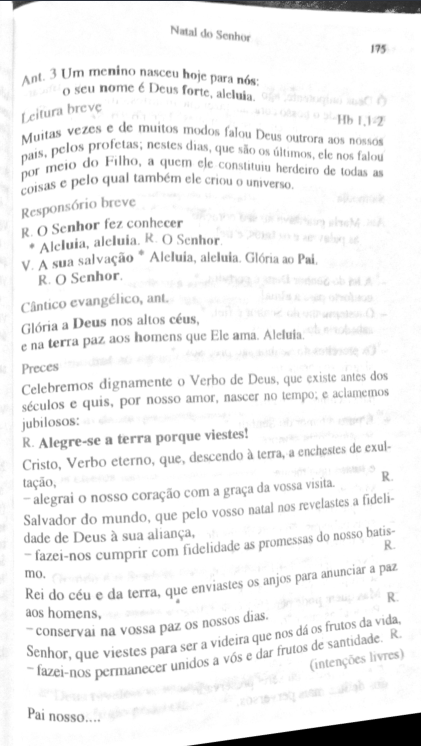 Natal do Senhor
175
Ant. 3 Um menino nasceu hoje para nós:
o seu nome é Deus forte, aleluia.
Leitura breve
Hb 1,1-2
Muitas vezes e de muitos modos falou Deus outrora aos nossos
pais, pelos profetas; nestes dias, que são os últimos, ele nos falou
por meio do Filho, a quem ele constituiu herdeiro de todas as
coisas e pelo qual também ele criou o universo.
Responsório breve
R. O Senhor fez conhecer
* Aleluia, aleluia. R. O Senhor.
V. A sua salvação * Aleluia, aleluia. Glória ao Pai.
R. O Senhor.
Cântico evangélico, ant.
Glória a Deus nos altos céus,
e na terra paz aos homens que Ele ama. Aleluia.
Preces
Celebremos dignamente o Verbo de Deus, que existe antes dos
séculos e quis, por nosso amor, nascer no tempo; e aclamemos
jubilosos:
R. Alegre-se a terra porque viestes!
Cristo, Verbo eterno, que, descendo à terra, a enchestes de exul-
tação,
– alegrai o nosso coração com a graça da vossa visita. R.
Salvador do mundo, que pelo vosso natal nos revelastes a fideli-
dade de Deus à sua aliança,
– fazei-nos cumprir com fidelidade as promessas do nosso batis-
mo. R.
Rei do céu e da terra, que enviastes os anjos para anunciar a paz
aos homens,
– conservai na vossa paz os nossos dias. R.
Senhor, que viestes para ser a videira que nos dá os frutos da vida,
– fazei-nos permanecer unidos a vós e dar frutos de santidade. R.
(intenções livres)
Pai nosso....